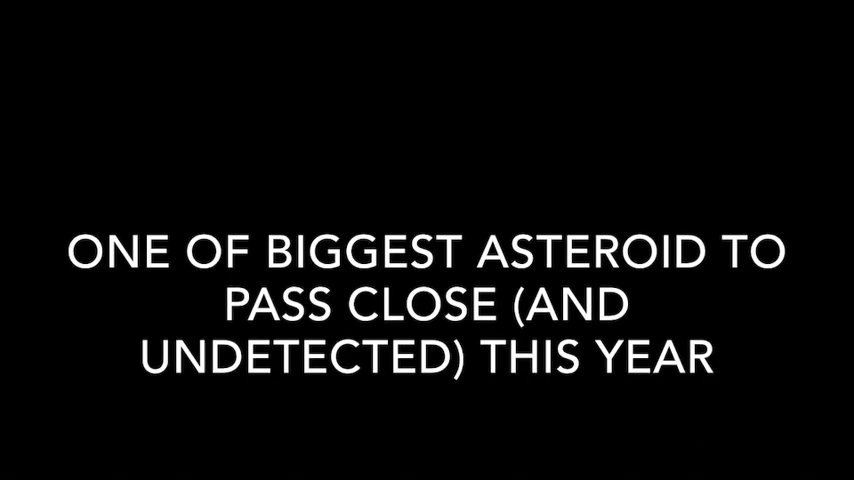 ONE OF BIGGEST ASTEROID TO
PASS CLOSE (AND
UNDETECTED) THIS YEAR